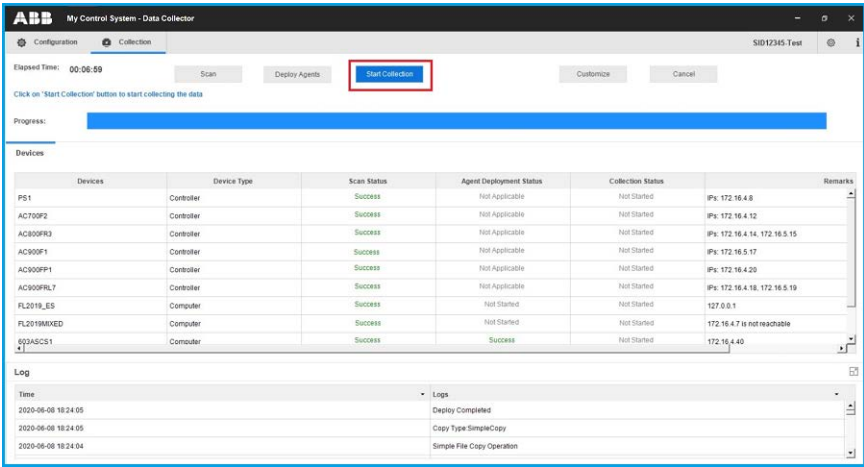 ABB My Control System - Data Collector
Configuration Collection SID12345-Test
Elapsed Time: 00:06:59 Scan Deploy Agents Start Collection Customize Cancel
Click on 'Start Collection' button to start collecting the data
Progress:
Devices
Devices Device Type Scan Status Agent Deployment Status Collection Status Remarks
PS1 Controller Success Not Applicable Not Started IPs: 172.16.4.8
AC700F2 Controller Success Not Applicable Not Started IPs: 172.16.4.12
AC800FR3 Controller Success Not Applicable Not Started IPs: 172.16.4.14, 172.16.5.15
AC900F1 Controller Success Not Applicable Not Started IPs: 172.16.5.17
AC900FP1 Controller Success Not Applicable Not Started IPs: 172.16.4.20
AC900FRL7 Controller Success Not Applicable Not Started IPs: 172.16.4.18, 172.16.5.19
FL2019_ES Computer Success Not Started Not Started 127.0.0.1
FL2019MIXED Computer Success Not Started Not Started 172.16.4.7 is not reachable
603A5CS1 Computer Success Success Not Started 172.16.4.40
Log
Time Logs
2020-06-08 18:24:05 Deploy Completed
2020-06-08 18:24:05 Copy Type:SimpleCopy
2020-06-08 18:24:04 Simple File Copy Operation